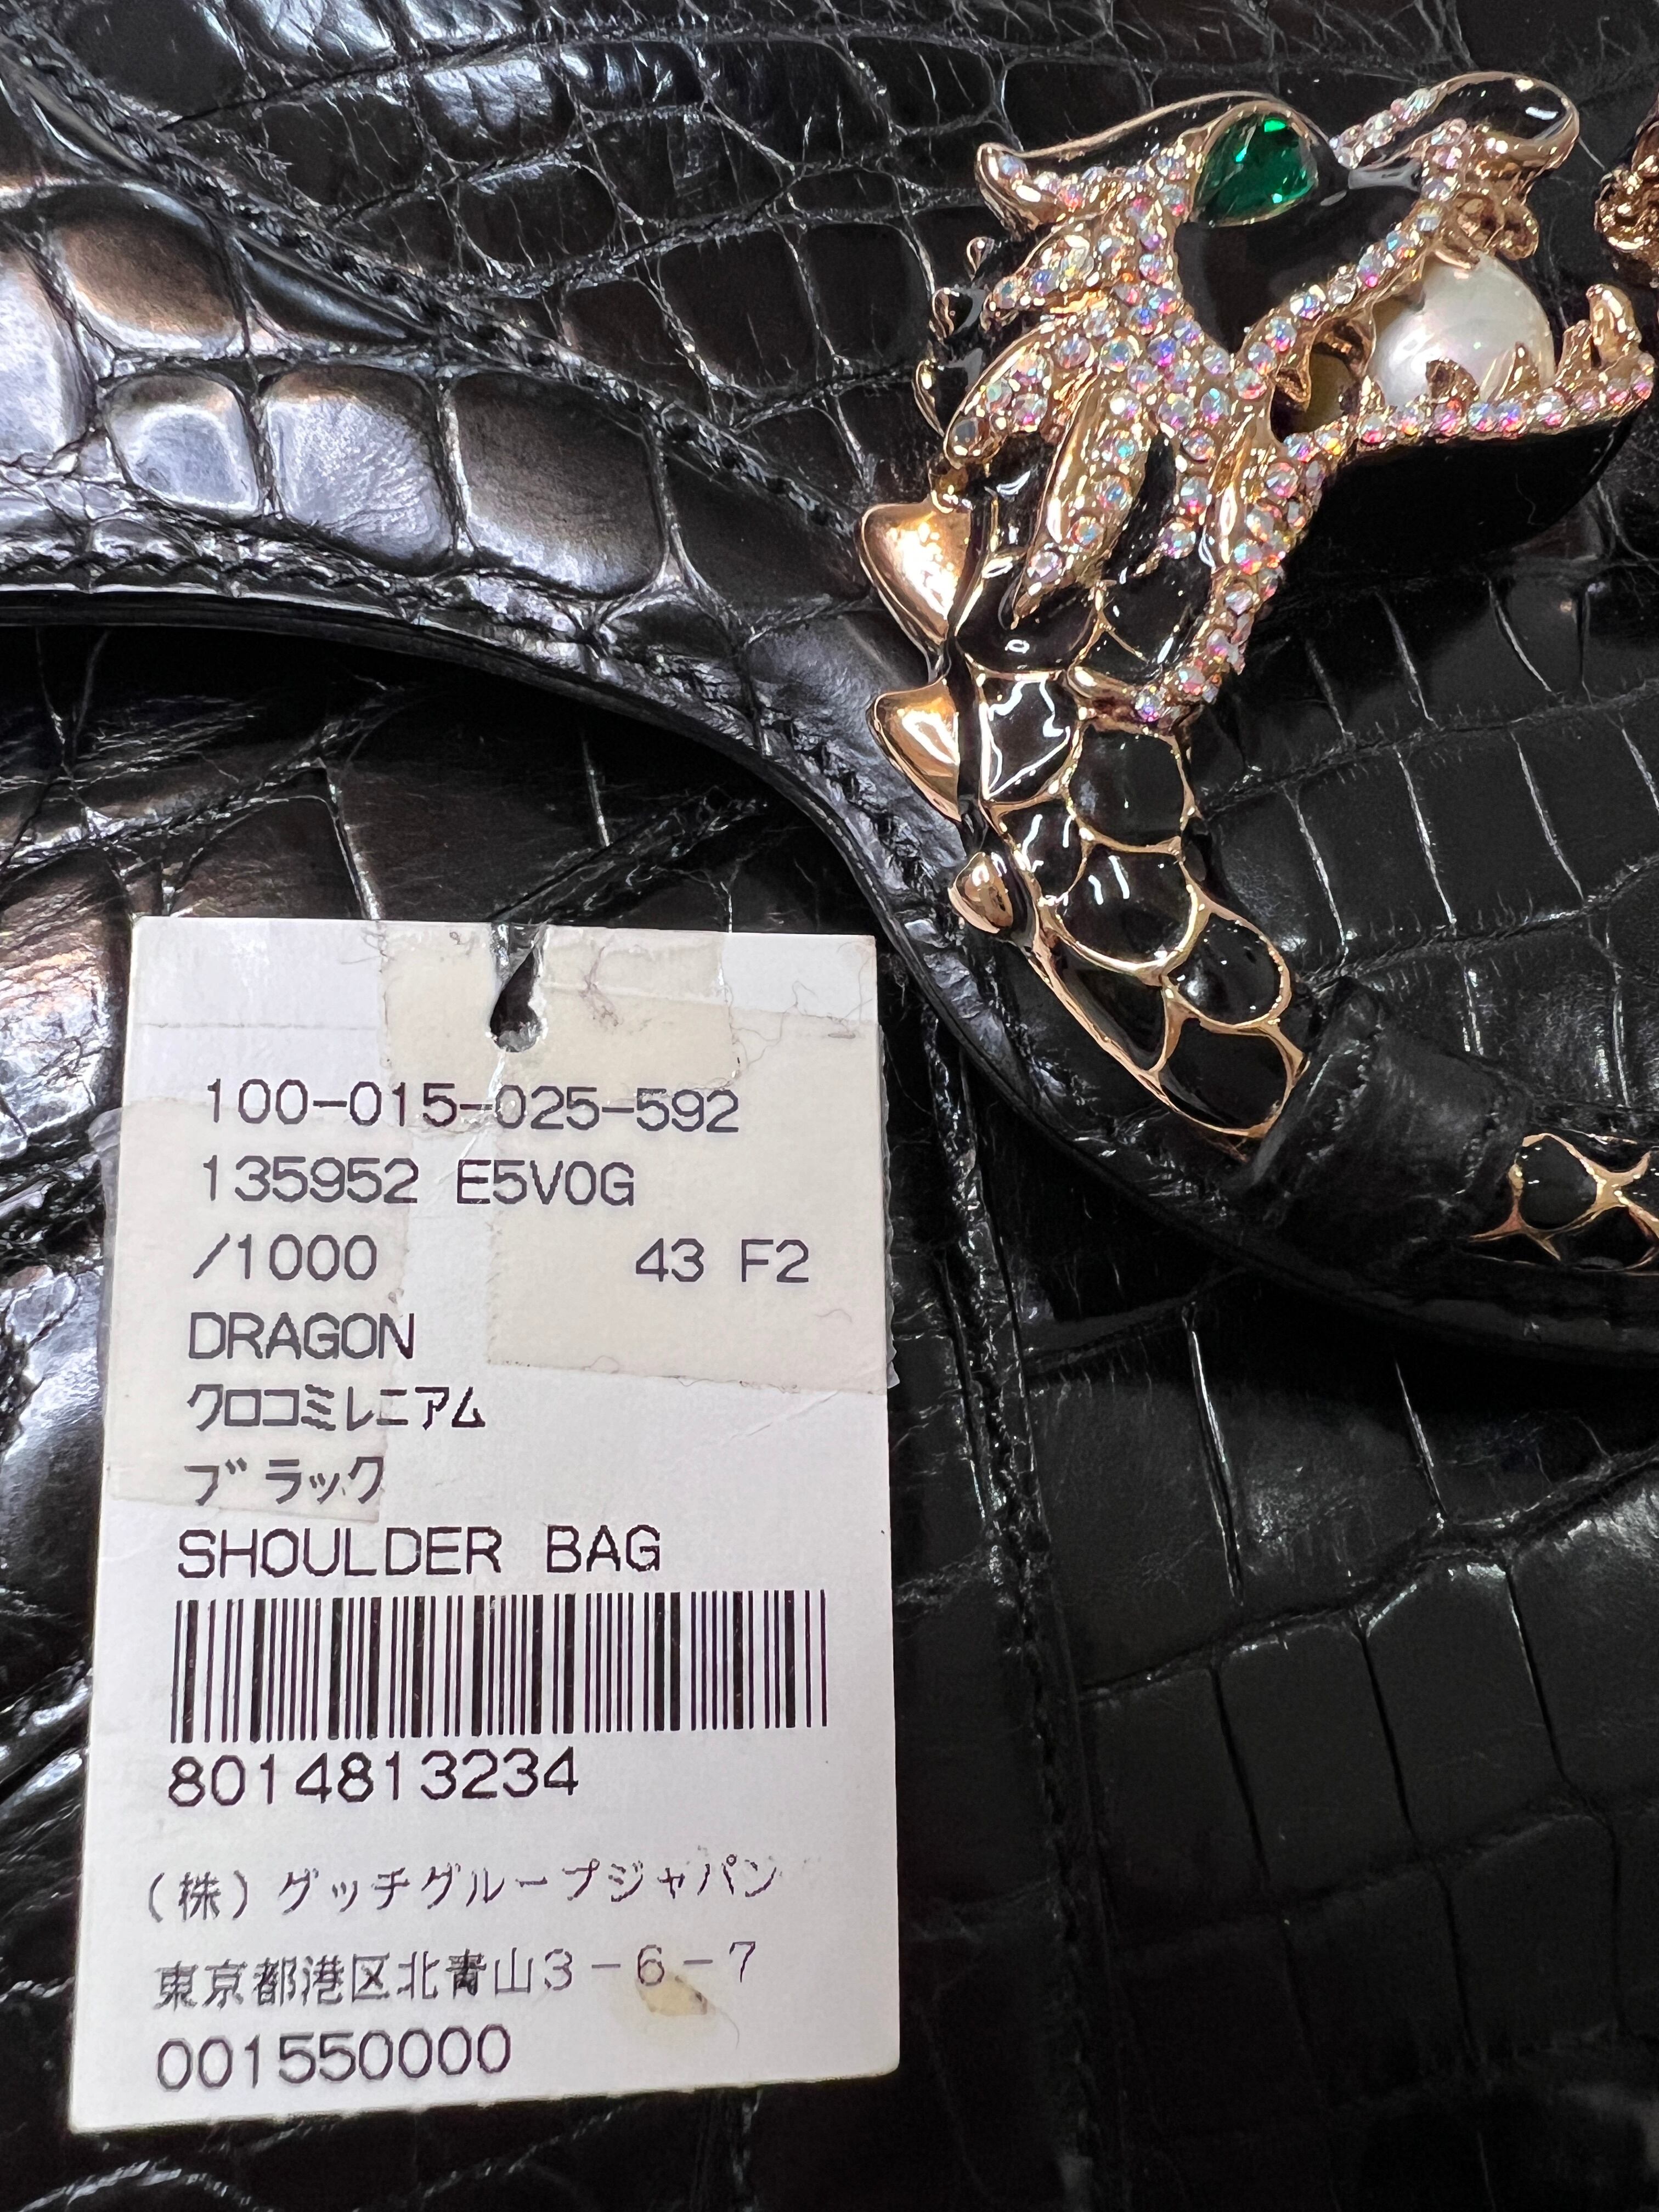 100-015-025-592
135952 E5V0G
/1000 43 F2
DRAGON
クロコミレニアム
ブラック
SHOULDER BAG
8014813234
(株)グッチグループジャパン
東京都港区北青山3-6-7
001550000